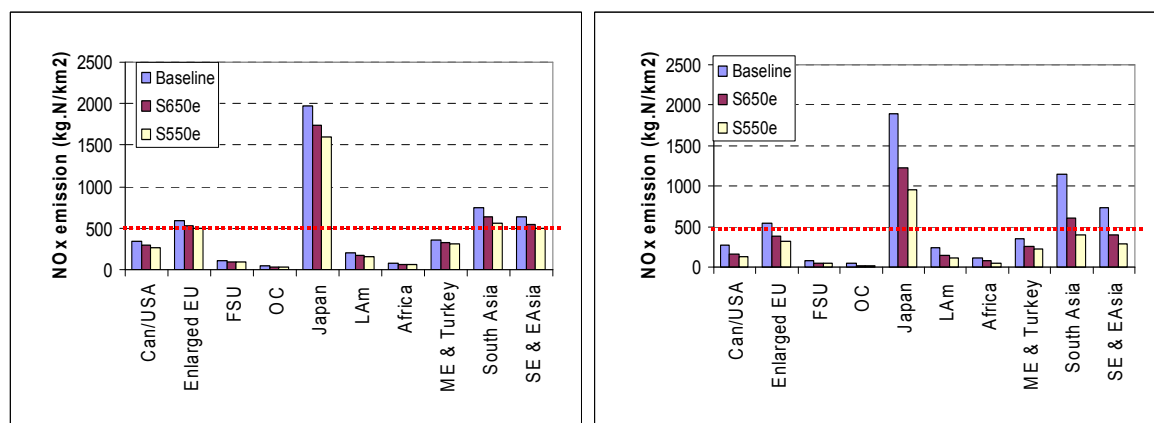 NOx emission (kg.N/km2)
2500
2000
1500
1000
500
0
Baseline
S650e
S550e
Can/USA
Enlarged EU
FSU
OC
Japan
LAm
Africa
ME & Turkey
South Asia
SE & EAsia
NOx emission (kg.N/km2)
2500
2000
1500
1000
500
0
Baseline
S650e
S550e
Can/USA
Enlarged EU
FSU
OC
Japan
LAm
Africa
ME & Turkey
South Asia
SE & EAsia